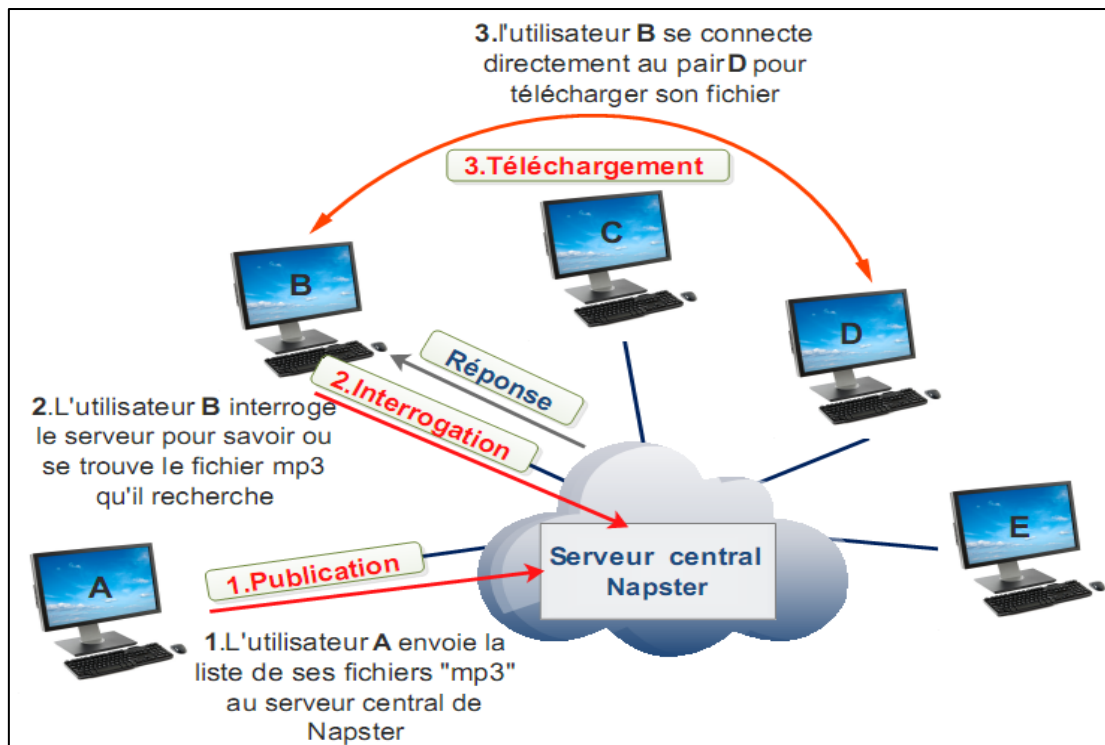 3.l'utilisateur B se connecte
directement au pair D pour
télécharger son fichier
3.Téléchargement
C
B
D
Réponse
2.Interrogation
2.L'utilisateur B interroge
le serveur pour savoir ou
se trouve le fichier mp3
qu'il recherche
E
Serveur central
Napster
A
1.Publication
1.L'utilisateur A envoie la
liste de ses fichiers "mp3"
au serveur central de
Napster